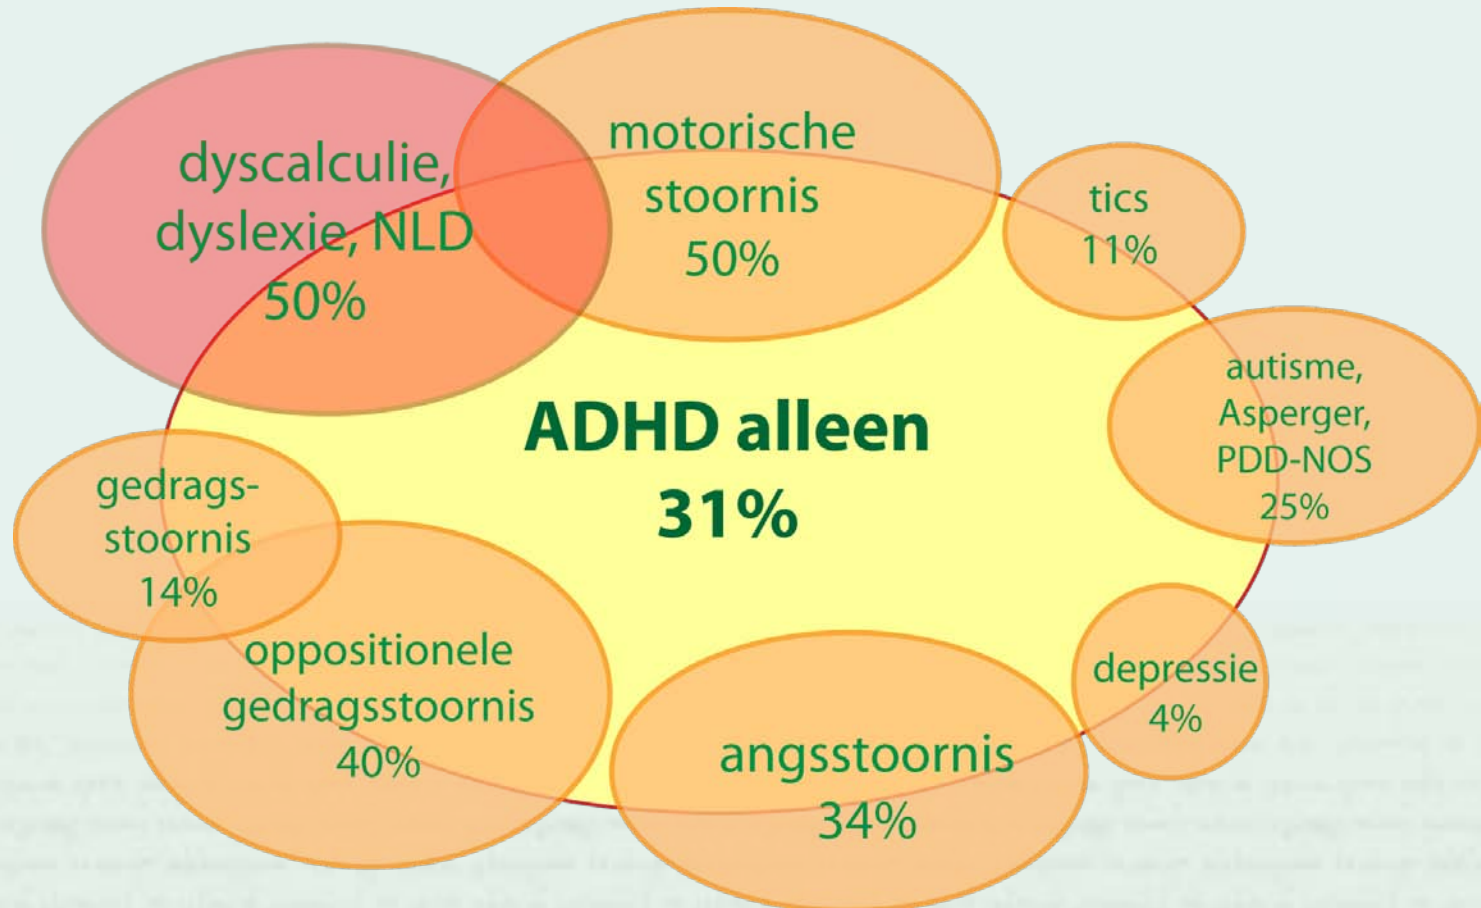 dyscalculie,
dyslexie, NLD
50%
motorische
stoornis
50%
tics
11%
autisme,
Asperger,
PDD-NOS
25%
ADHD alleen
31%
gedrags-
stoornis
14%
oppositionele
gedragsstoornis
40%
angsstoornis
34%
depressie
4%